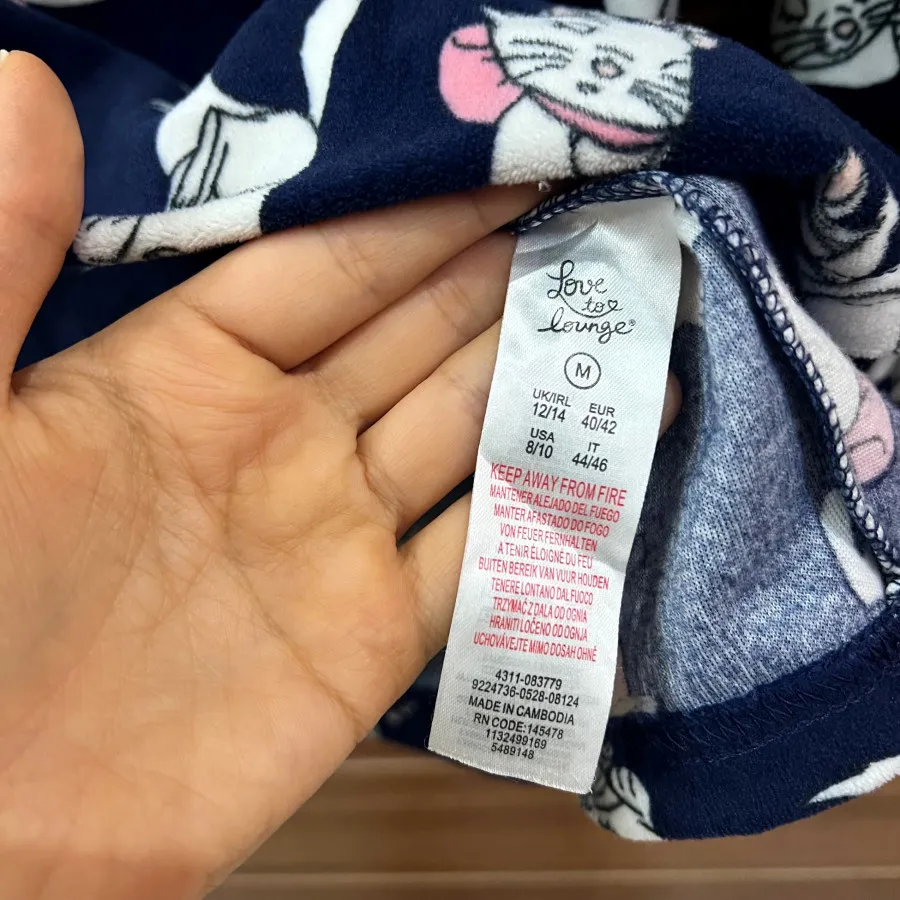 Love
to
lounge®
M
UK/IRL EUR
12/14 40/42
USA IT
8/10 44/46
KEEP AWAY FROM FIRE
MANTENER ALEJADO DEL FUEGO
MANTER AFASTADO DO FOGO
VON FEUER FERNHALTEN
A TENIR ÉLOIGNÉ DU FEU
BUITEN BEREIK VAN VUUR HOUDEN
TENERE LONTANO DAL FUOCO
TRZYMAĆ Z DALA OD OGNIA
HRANITI LOČENO OD OGNJA
UCHOVÁVEJTE MIMO DOSAH OHNĚ
4311-083779
9224736-0528-08124
MADE IN CAMBODIA
RN CODE: 145478
1132499169
5489148